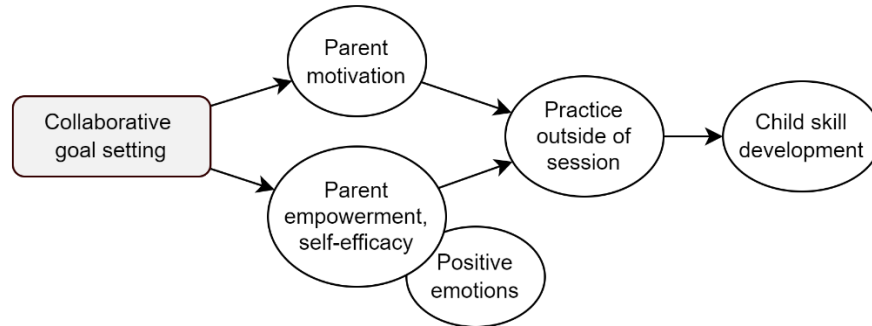 Collaborative
goal setting
Parent
motivation
Parent
empowerment,
self-efficacy
Positive
emotions
Practice
outside of
session
Child skill
development